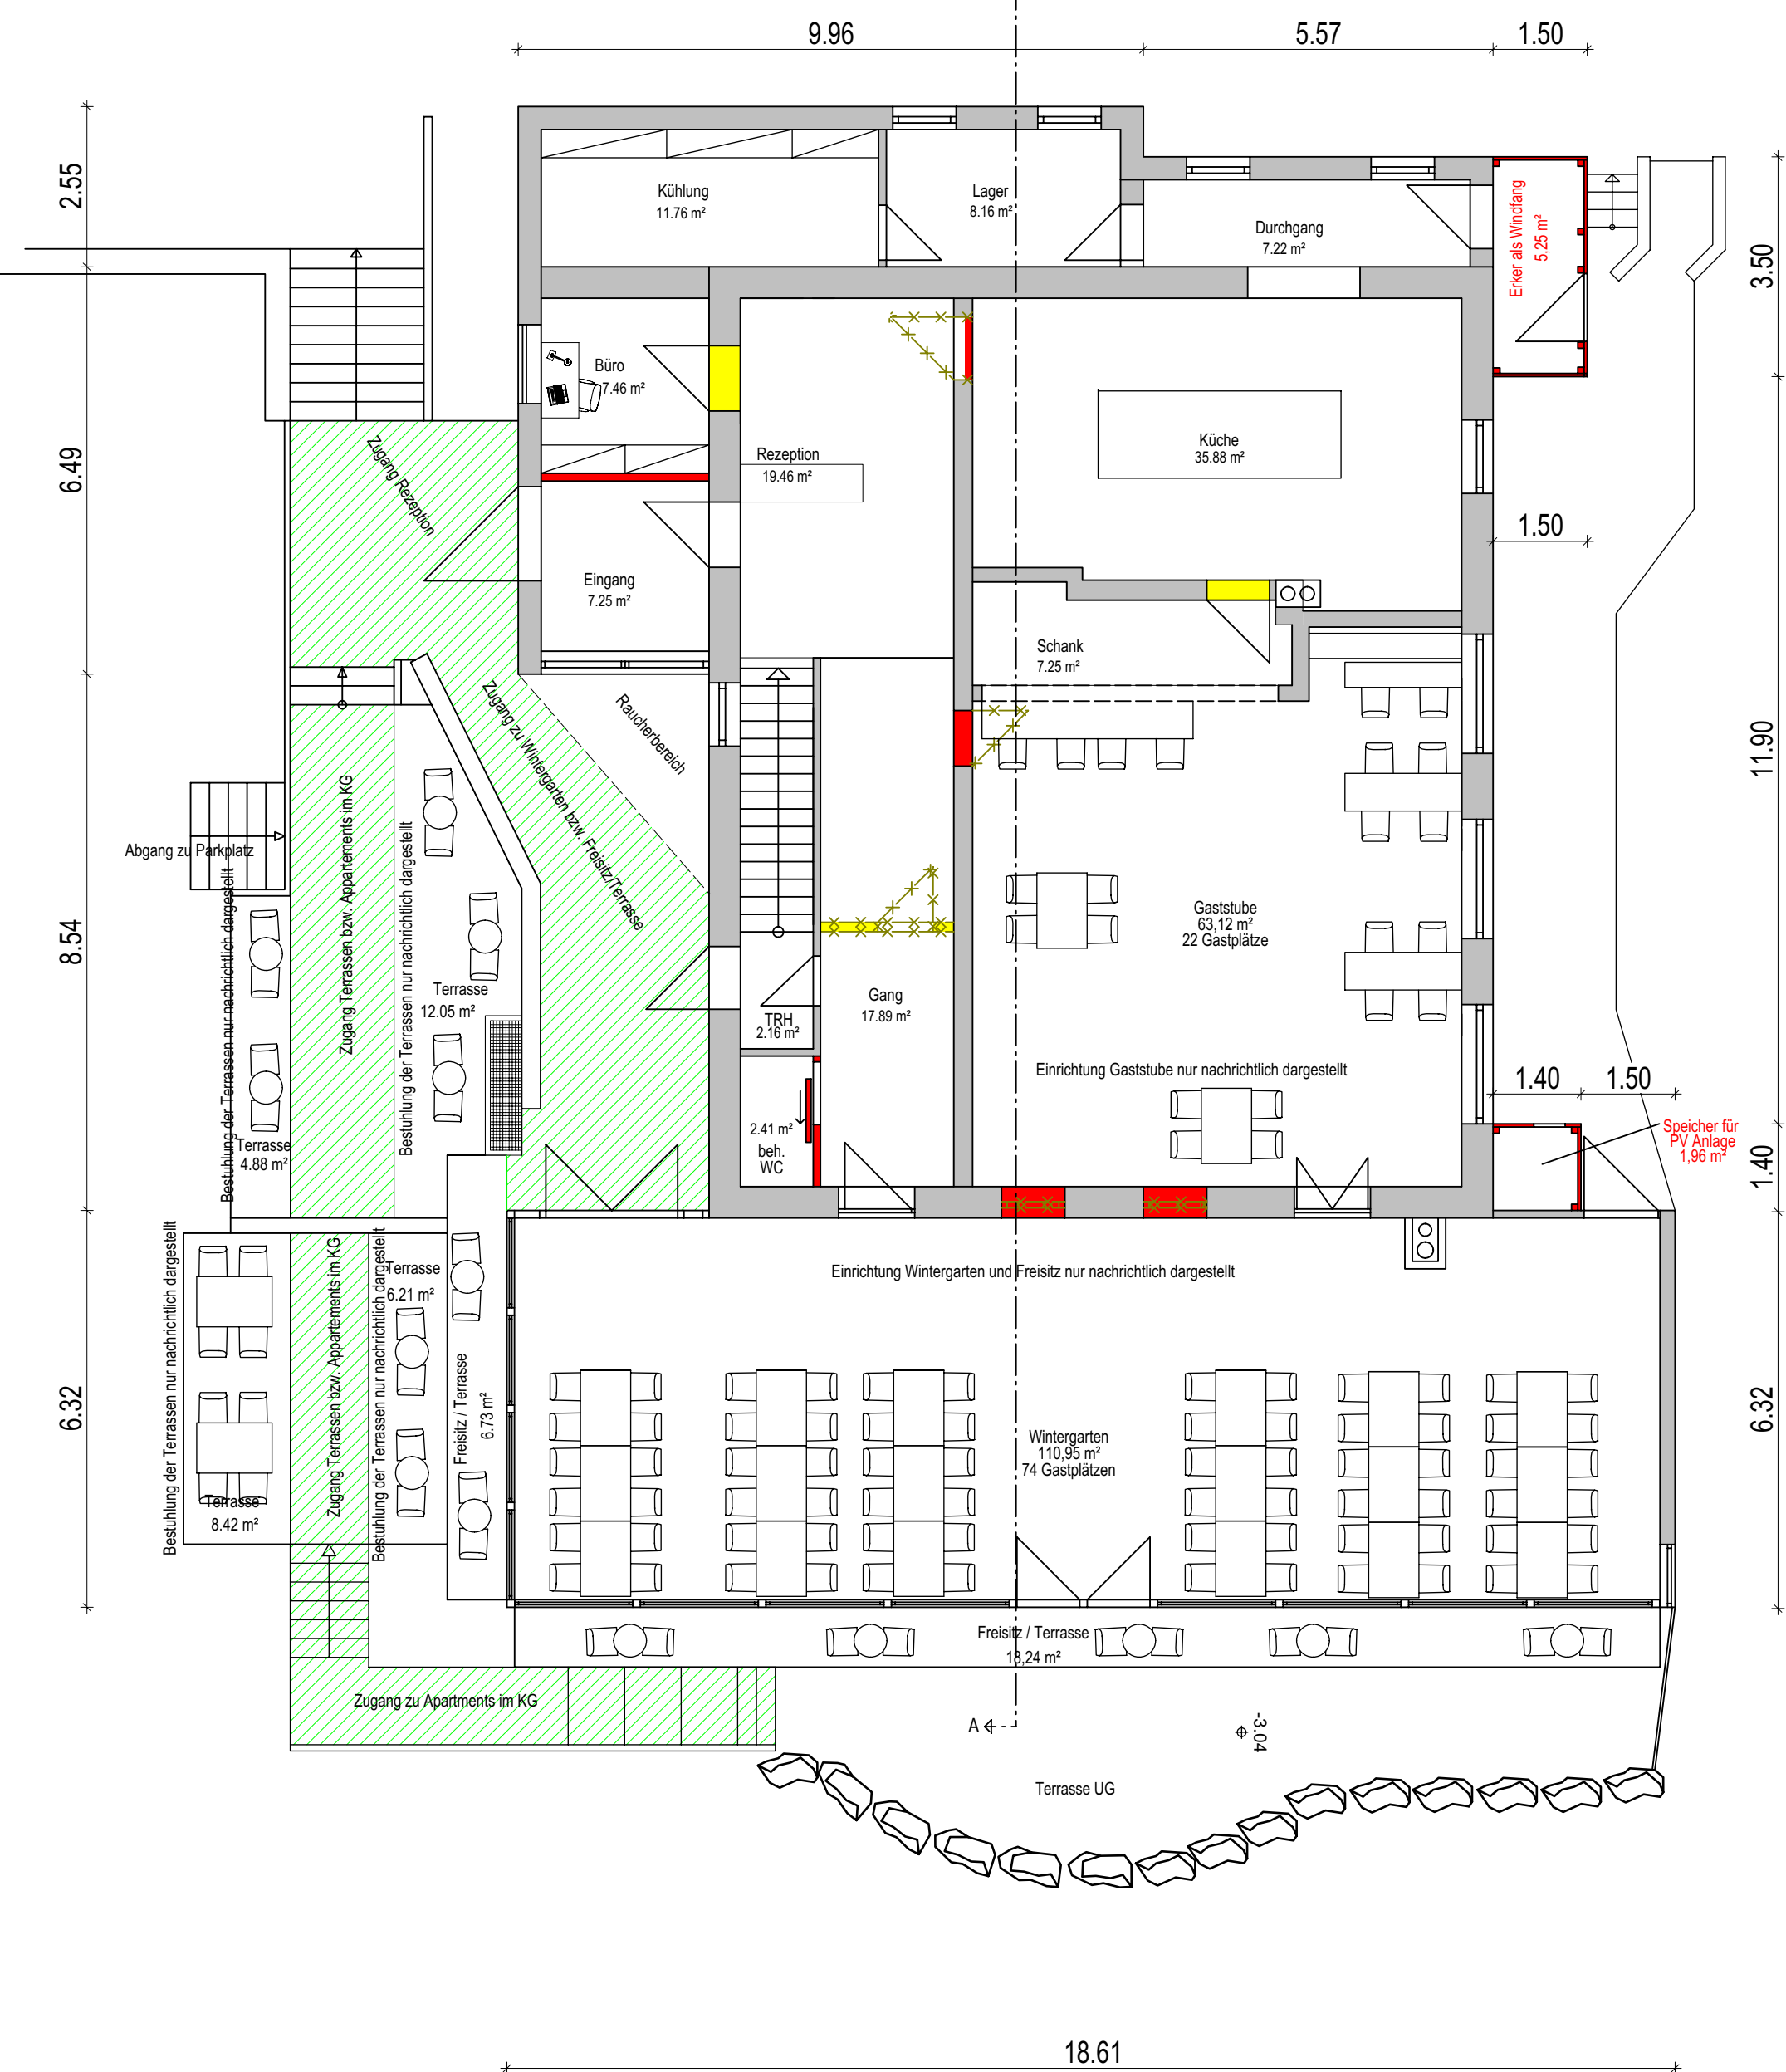 9.96
5.57
1.50
2.55
6.49
8.54
6.32
3.50
11.90
1.40
6.32
Kühlung
11.76 m²
Lager
8.16 m²
Durchgang
7.22 m²
Erker als Windfang
5,25 m²
Büro
7.46 m²
Rezeption
19.46 m²
Küche
35.88 m²
1.50
Zugang Rezeption
Eingang
7.25 m²
Schank
7.25 m²
Raucherbereich
Zugang zu Wintergarten bzw. Freisitz/Terrasse
Abgang zu Parkplatz
Zugang Terrassen bzw. Appartements im KG
Bestuhlung der Terrassen nur nachrichtlich dargestellt
Bestuhlung der Terrassen nur nachrichtlich dargestellt
Terrasse
12.05 m²
Terrasse
4.88 m²
Gaststube
63,12 m²
22 Gastplätze
Gang
17.89 m²
TRH
2.16 m²
Einrichtung Gaststube nur nachrichtlich dargestellt
1.40
1.50
2.41 m²
beh.
WC
Speicher für
PV Anlage
1,96 m²
Einrichtung Wintergarten und Freisitz nur nachrichtlich dargestellt
Bestuhlung der Terrassen nur nachrichtlich dargestellt
Zugang Terrassen bzw. Appartements im KG
Bestuhlung der Terrassen nur nachrichtlich dargestellt
Terrasse
6.21 m²
Freisitz / Terrasse
6.73 m²
Terrasse
8.42 m²
Wintergarten
110,95 m²
74 Gastplätzen
Freisitz / Terrasse
18,24 m²
Zugang zu Apartments im KG
A
-3.04
Terrasse UG
18.61